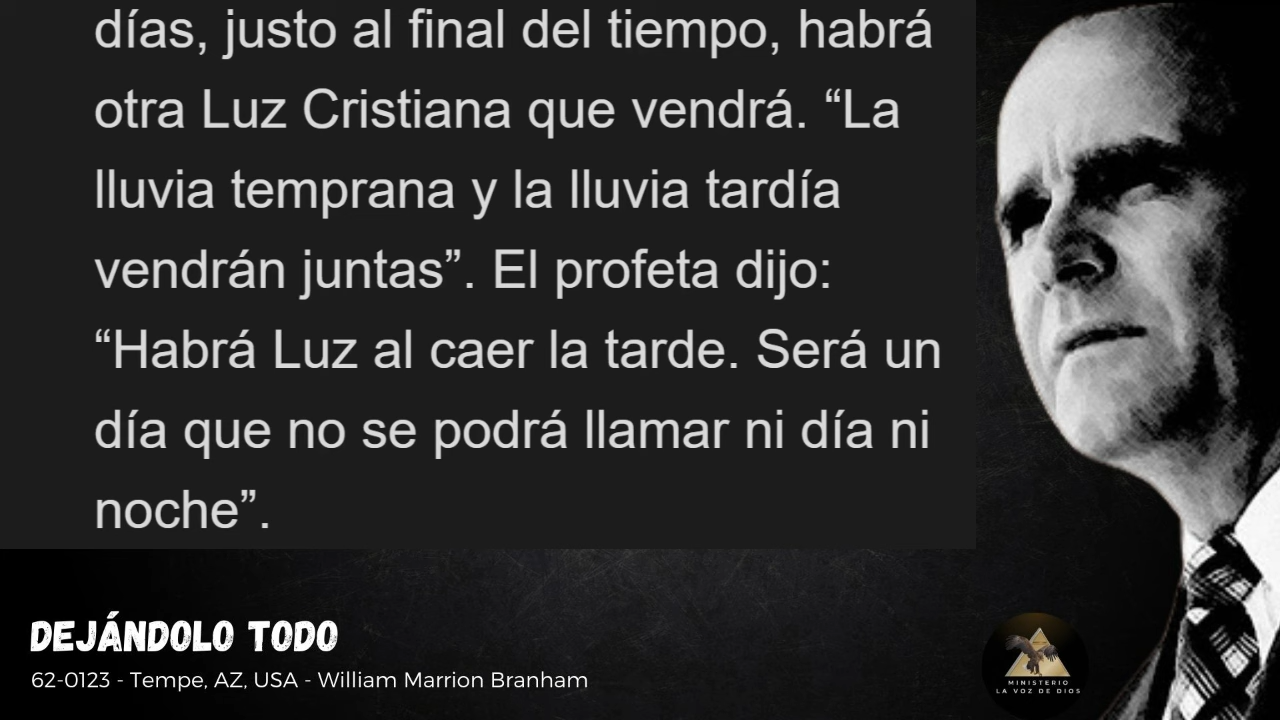 días, justo al final del tiempo, habrá
otra Luz Cristiana que vendrá. “La
lluvia temprana y la lluvia tardía
vendrán juntas”. El profeta dijo:
“Habrá Luz al caer la tarde. Será un
día que no se podrá llamar ni día ni
noche”.
DEJÁNDOLO TODO
62-0123 - Tempe, AZ, USA - William Marrion Branham
MINISTERIO
LA VOZ DE DIOS